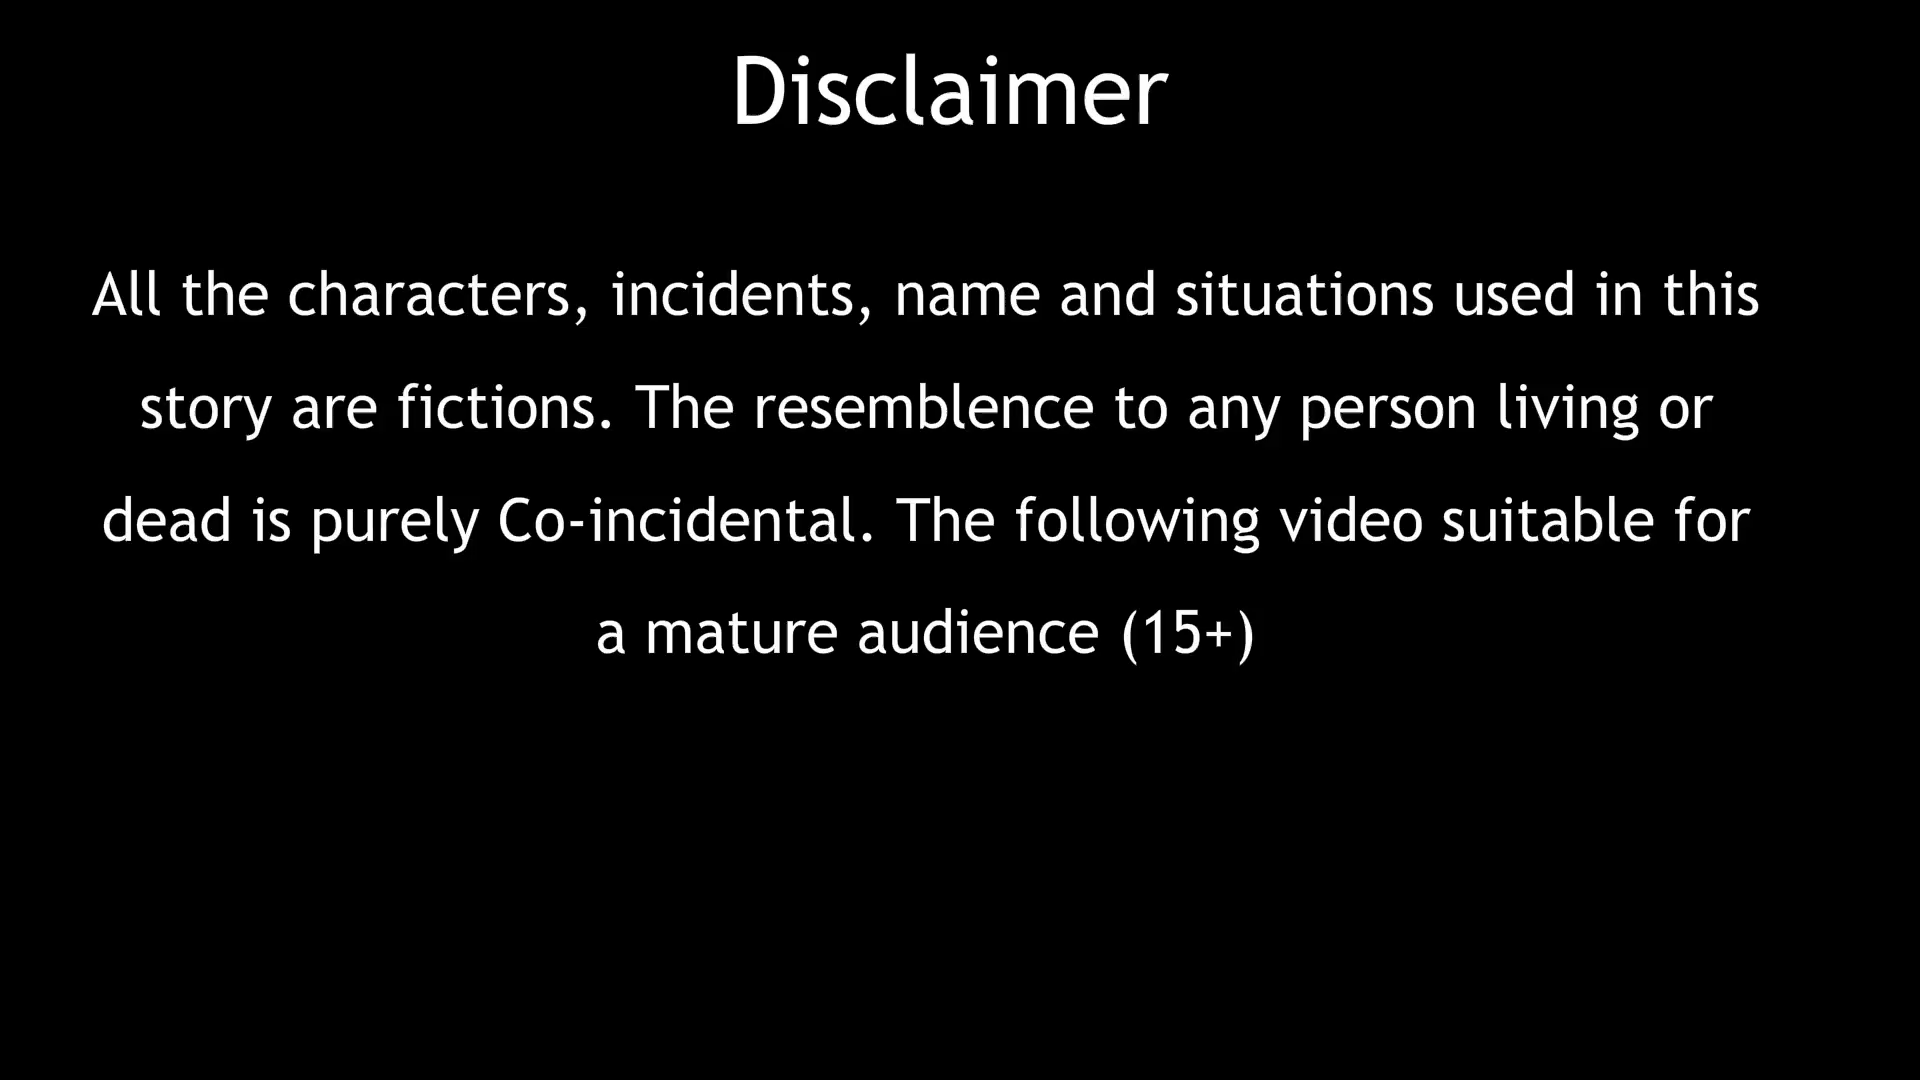 Disclaimer
All the characters, incidents, name and situations used in this
story are fictions. The resemblence to any person living or
dead is purely Co-incidental. The following video suitable for
a mature audience (15+)